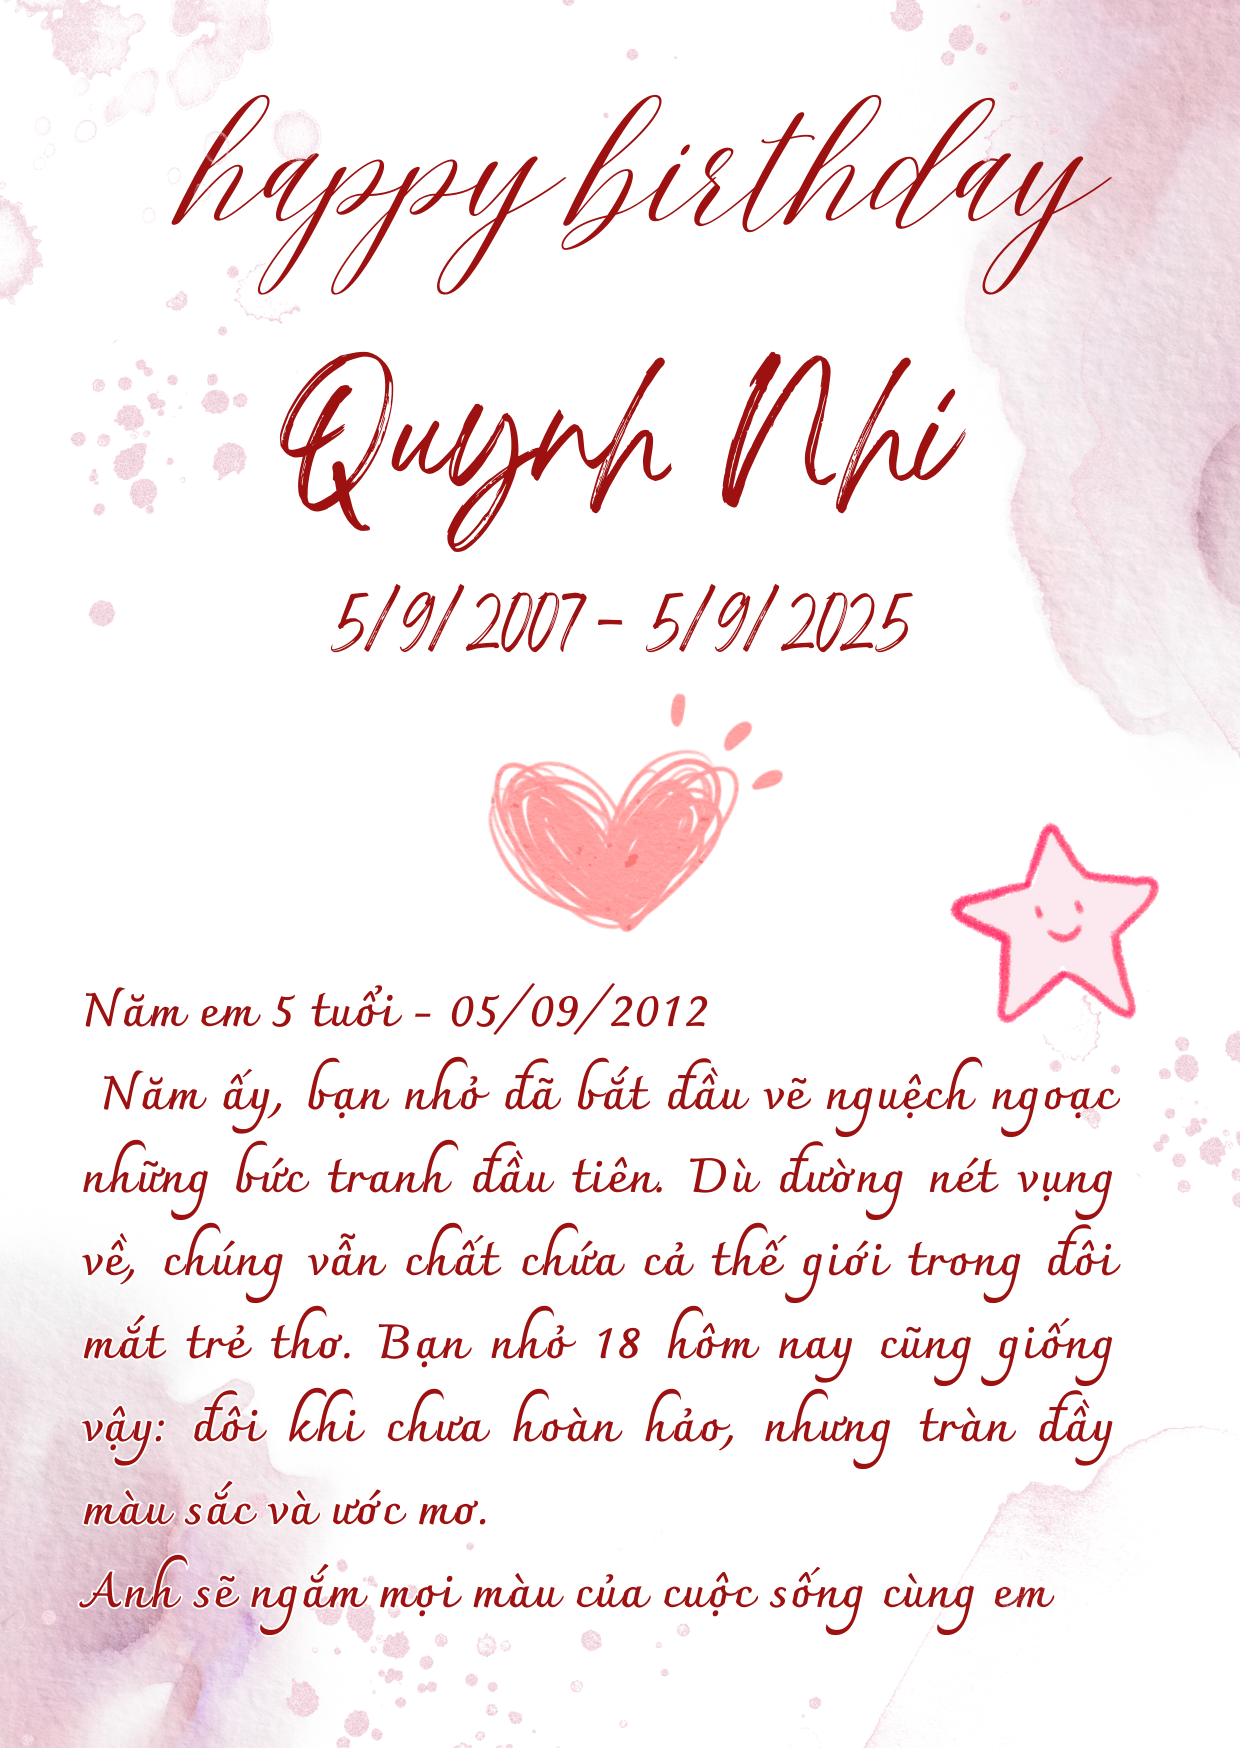 happy birthday
Quynh Nhi
5/9/2007 - 5/9/2025
Năm em 5 tuổi - 05/09/2012
Năm ấy, bạn nhỏ đã bắt đầu vẽ nguệch ngoạc
những bức tranh đầu tiên. Dù đường nét vụng
về, chúng vẫn chất chứa cả thế giới trong đôi
mắt trẻ thơ. Bạn nhỏ 18 hôm nay cũng giống
vậy: đôi khi chưa hoàn hảo, nhưng tràn đầy
màu sắc và ước mơ.
Anh sẽ ngắm mọi màu của cuộc sống cùng em